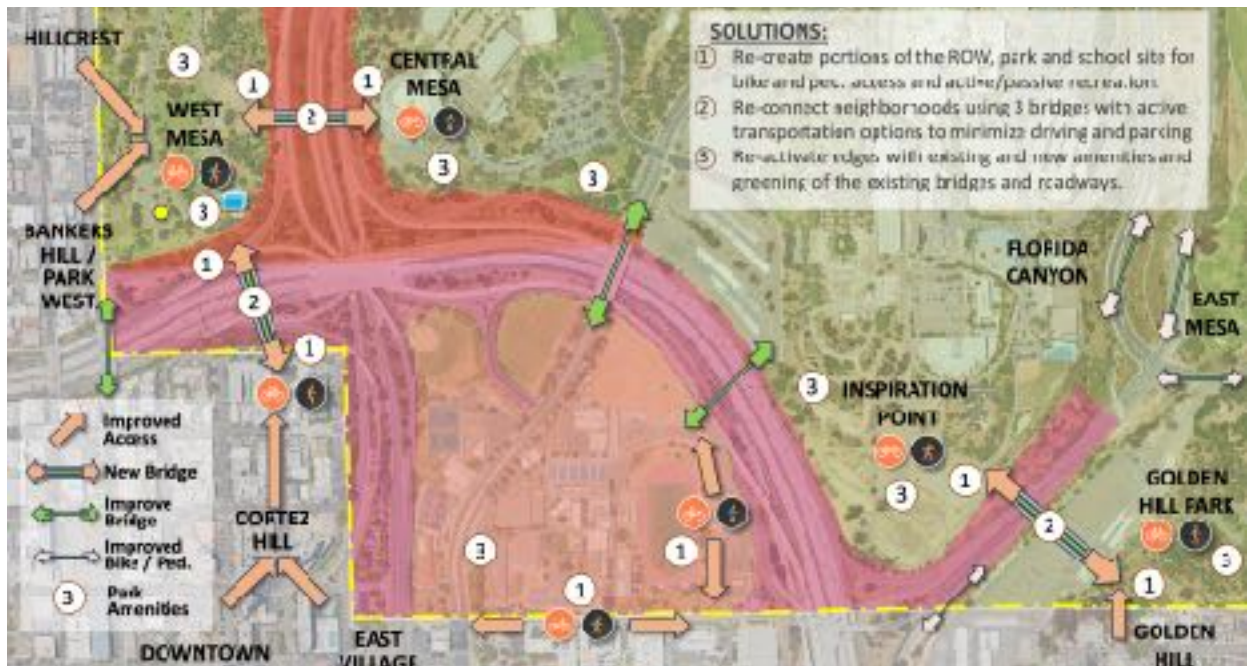 HILLCREST
WEST
MESA
CENTRAL
MESA
SOLUTIONS:
1 Re-create portions of the ROW, park and school site for
bike and ped. access and active/passive recreation.
2 Re-connect neighborhoods using 3 bridges with active
transportation options to minimize driving and parking
3 Re-activate edges with existing and new amenities and
greening of the existing bridges and roadways.
BANKERS
HILL /
PARK
WEST
FLORIDA
CANYON
EAST
MESA
INSPIRATION
POINT
GOLDEN
HILL PARK
Improved
Access
New Bridge
Improve
Bridge
Improved
Bike / Ped.
3 Park
Amenities
CORTEZ
HILL
DOWNTOWN
EAST
VILLAGE
GOLDEN
HILL
3
1
1
2
3
3
3
1
2
1
3
3
1
2
3
1
1
3
1